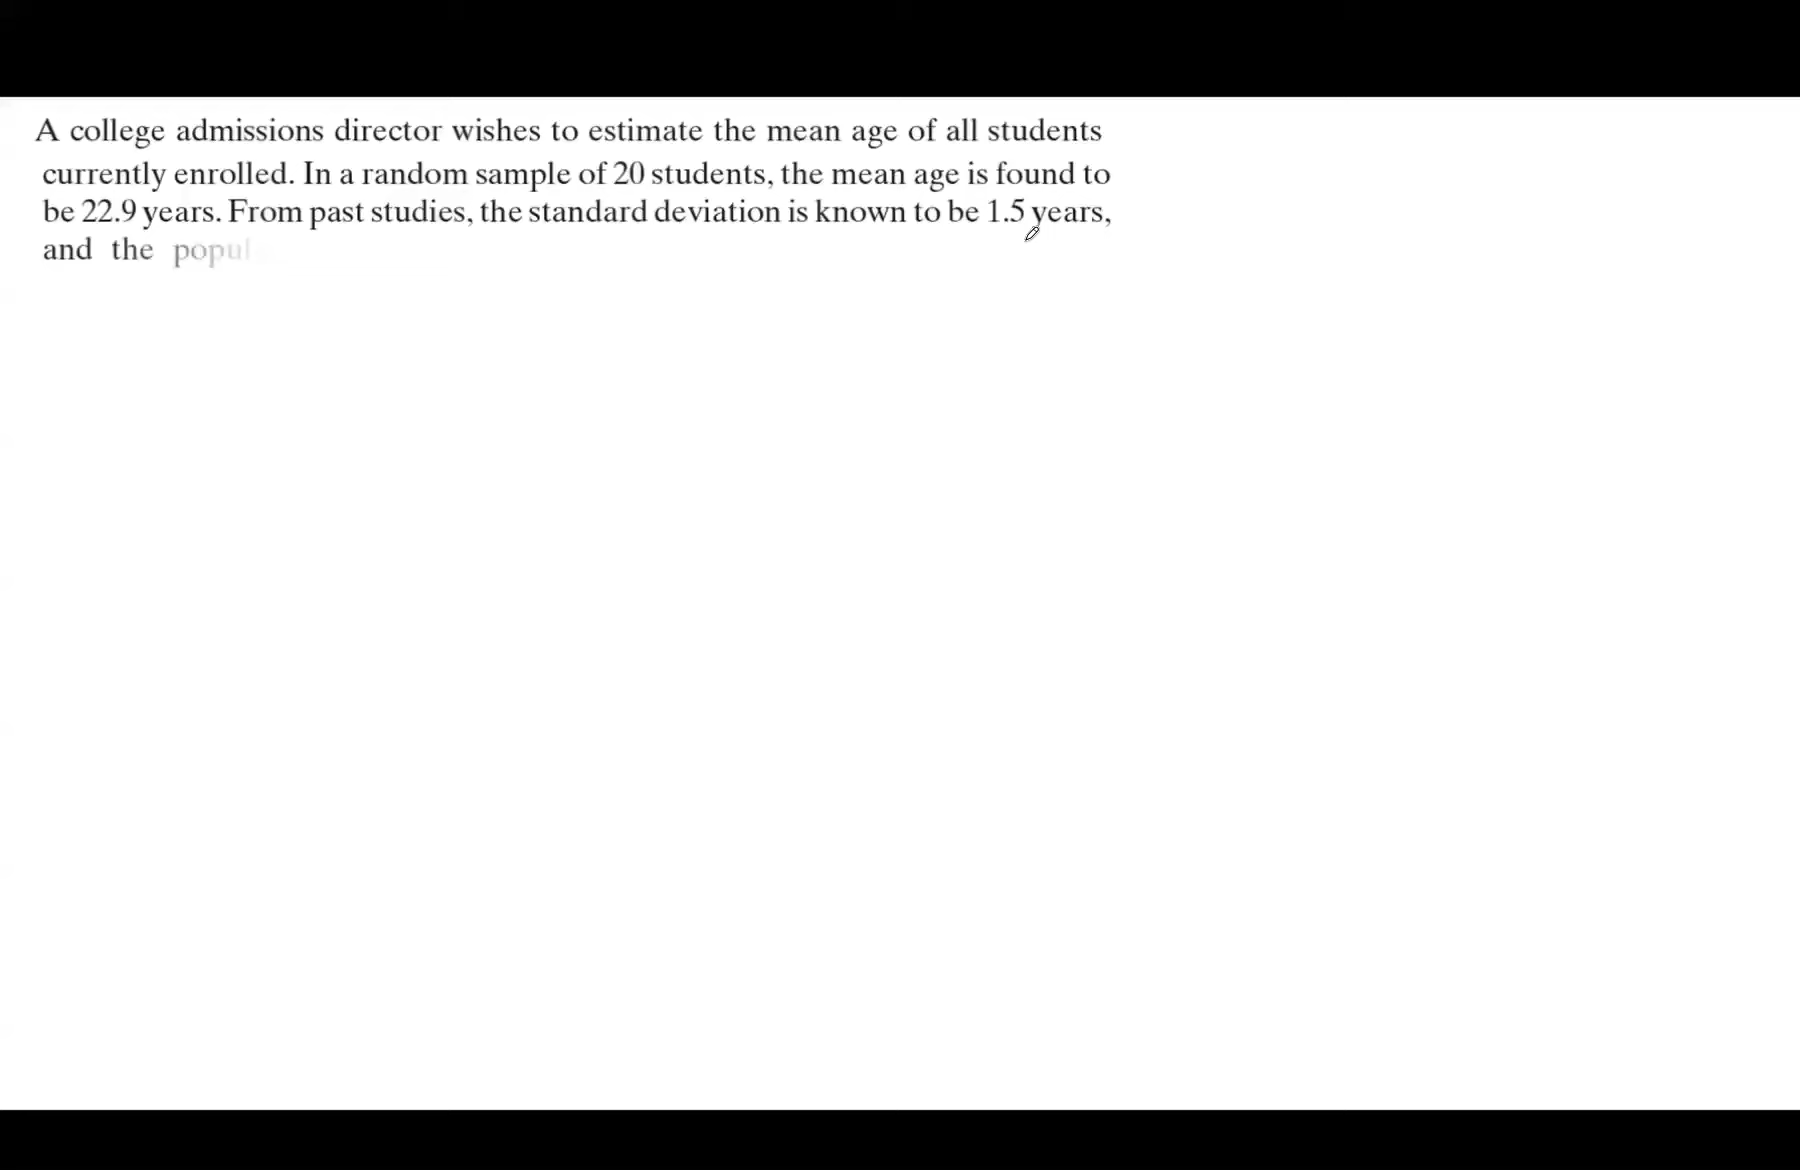 A college admissions director wishes to estimate the mean age of all students
currently enrolled. In a random sample of 20 students, the mean age is found to
be 22.9 years. From past studies, the standard deviation is known to be 1.5 years,
and the popul